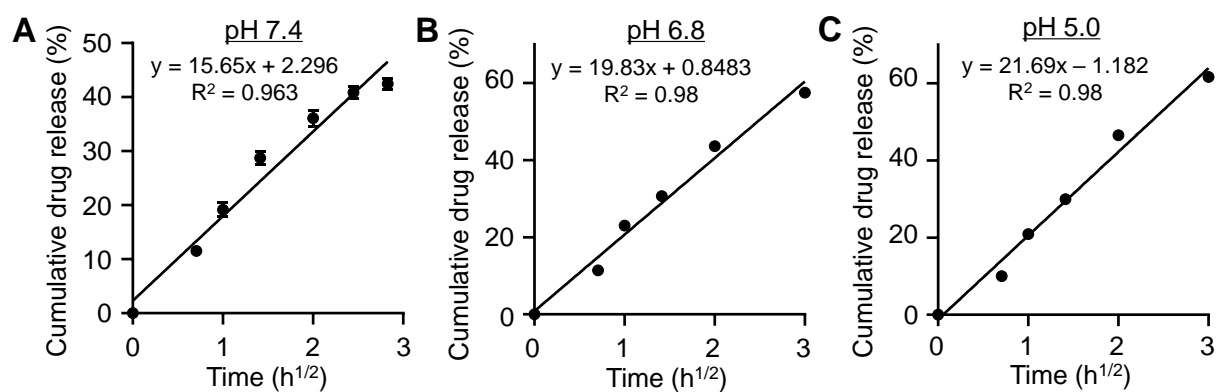 A
pH 7.4
y = 15.65x + 2.296
R² = 0.963
Cumulative drug release (%)
50
40
30
20
10
0
0 1 2 3
Time (h^{1/2})
B
pH 6.8
y = 19.83x + 0.8483
R² = 0.98
Cumulative drug release (%)
60
40
20
0
0 1 2 3
Time (h^{1/2})
C
pH 5.0
y = 21.69x – 1.182
R² = 0.98
Cumulative drug release (%)
60
40
20
0
0 1 2 3
Time (h^{1/2})